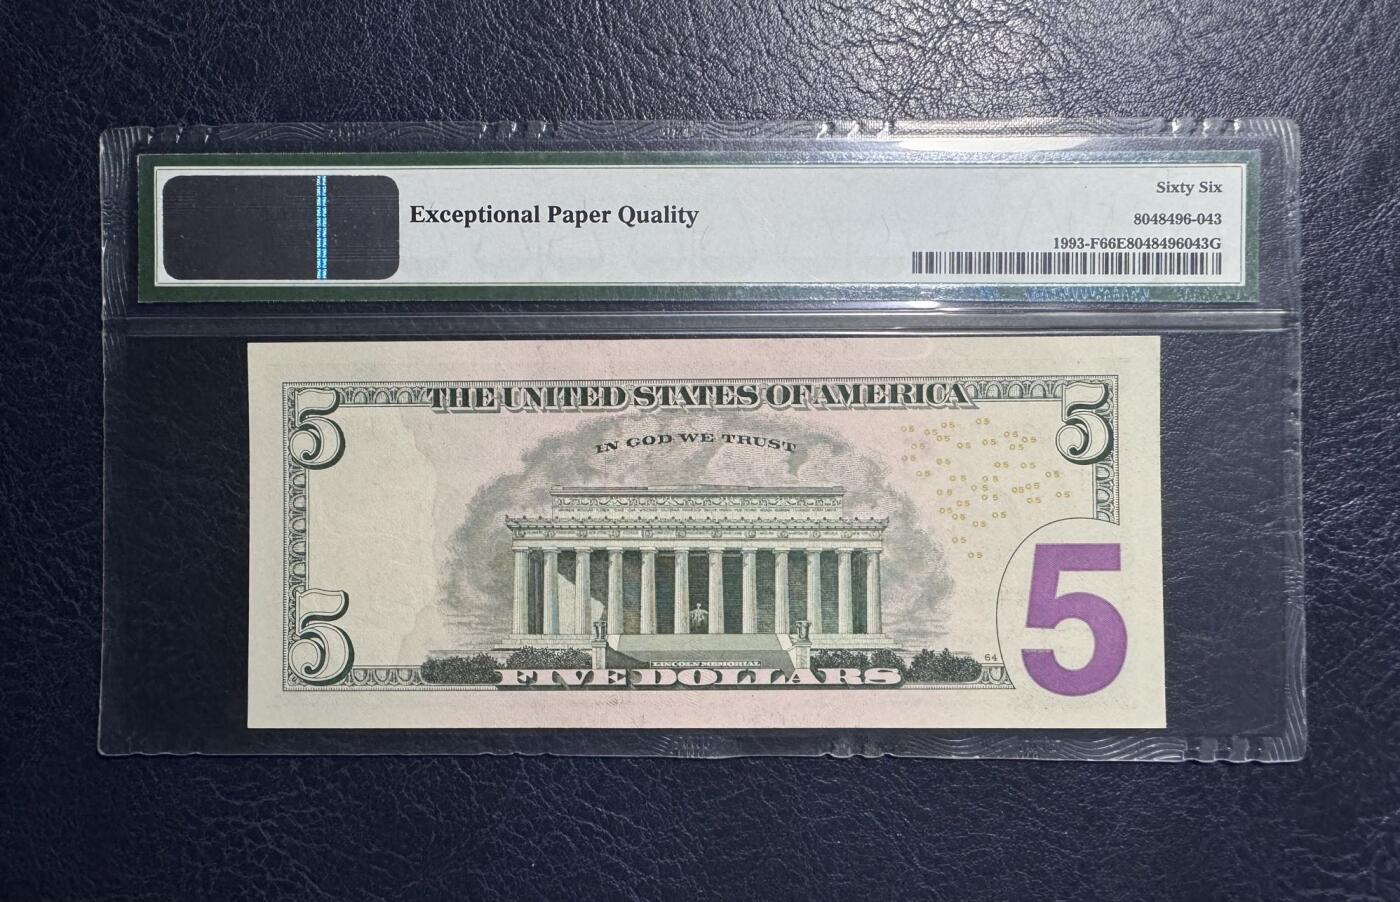 Exceptional Paper Quality
Sixty Six
8048496-043
1993-F66E8048496043G
5 THE UNITED STATES OF AMERICA 5
IN GOD WE TRUST
5
5
64
LINCOLN MEMORIAL
FIVE DOLLARS